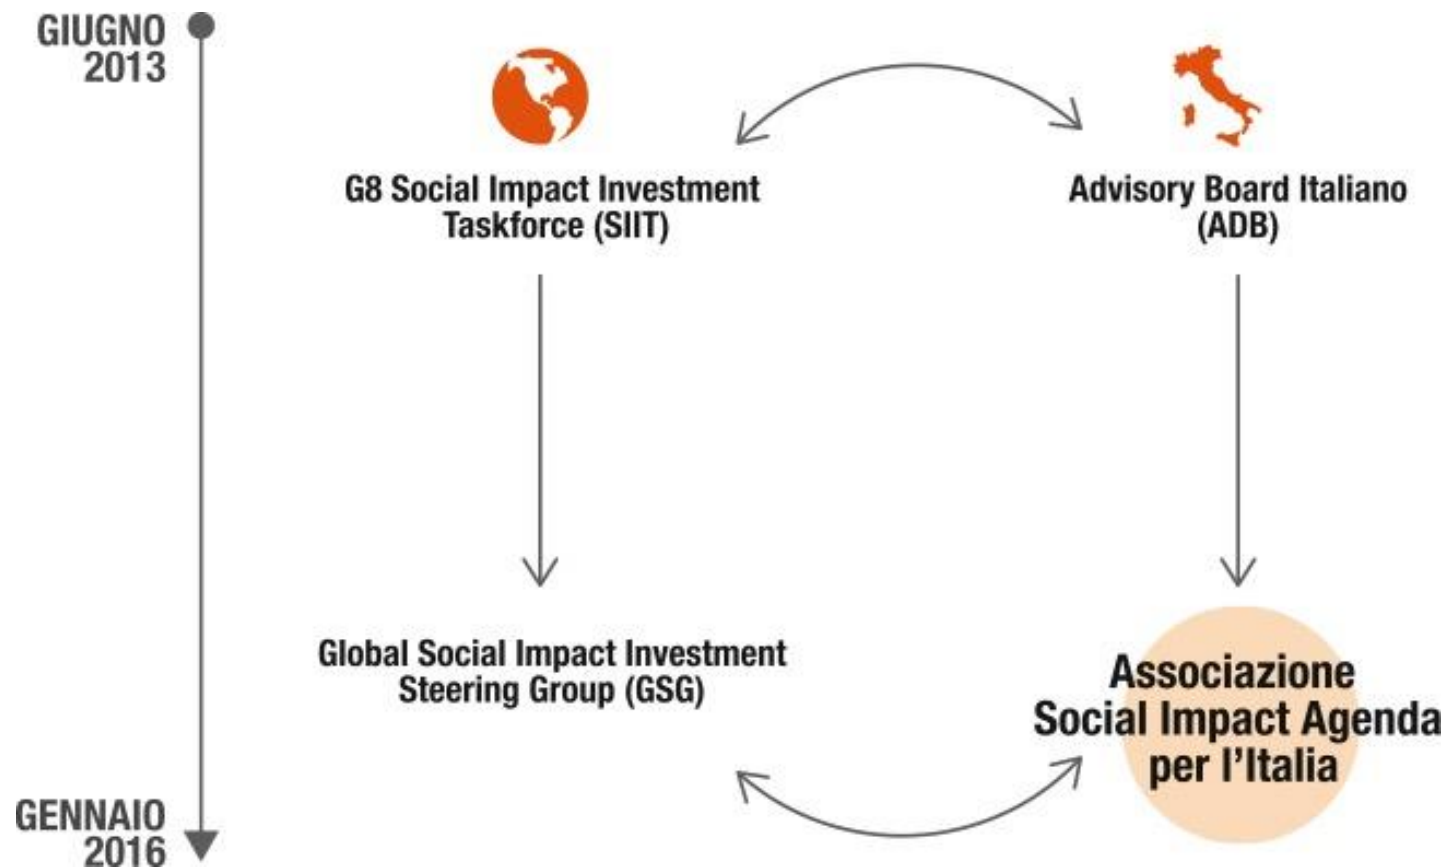 GIUGNO
2013
G8 Social Impact Investment
Taskforce (SIIT)
Advisory Board Italiano
(ADB)
Global Social Impact Investment
Steering Group (GSG)
Associazione
Social Impact Agenda
per l'Italia
GENNAIO
2016